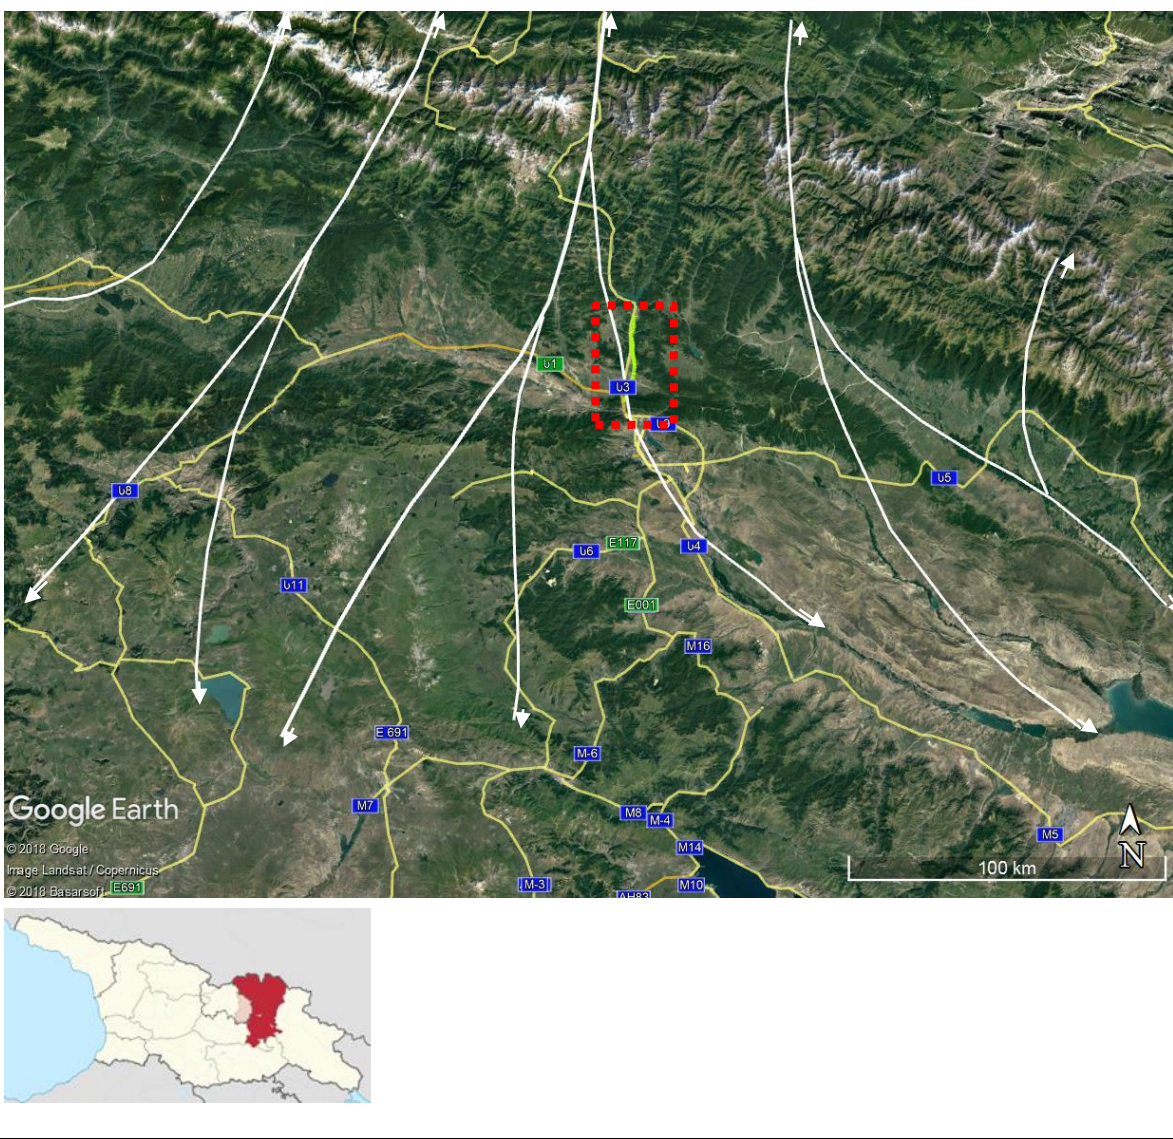 ს1
ს3
ს5
ს8
ს6
E117
ს4
ს11
E001
M16
E 691
M-6
M7
M8
M-4
M5
M14
M-3
M10
AH83
Google Earth
© 2018 Google
Image Landsat / Copernicus
© 2018 Basarsoft
E691
N
100 km